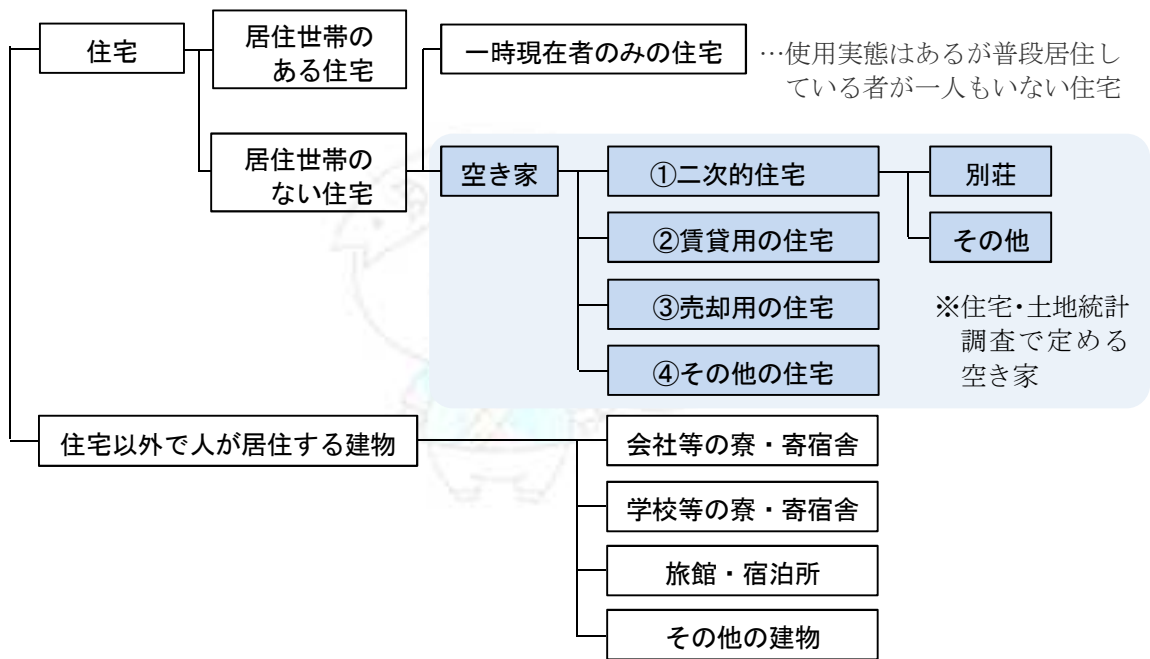 住宅
居住世帯の
ある住宅
一時現在者のみの住宅
…使用実態はあるが普段居住し
ている者が一人もいない住宅
居住世帯の
ない住宅
空き家
①二次的住宅
別荘
その他
②賃貸用の住宅
③売却用の住宅
④その他の住宅
※住宅・土地統計
調査で定める
空き家
住宅以外で人が居住する建物
会社等の寮・寄宿舎
学校等の寮・寄宿舎
旅館・宿泊所
その他の建物